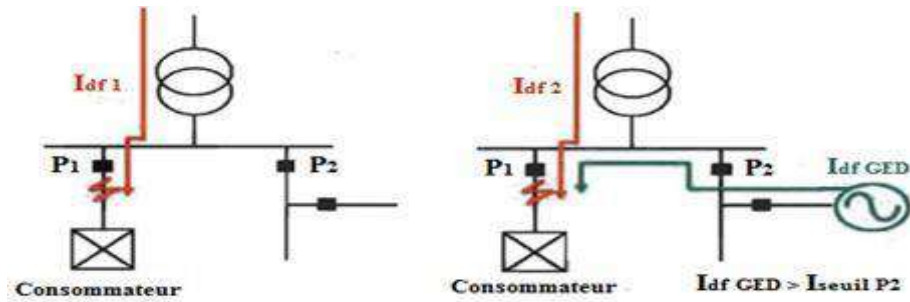 Idf 1
P1
P2
Consommateur
Idf 2
P1
P2
Idf GED
Consommateur
Idf GED > Iseuil P2